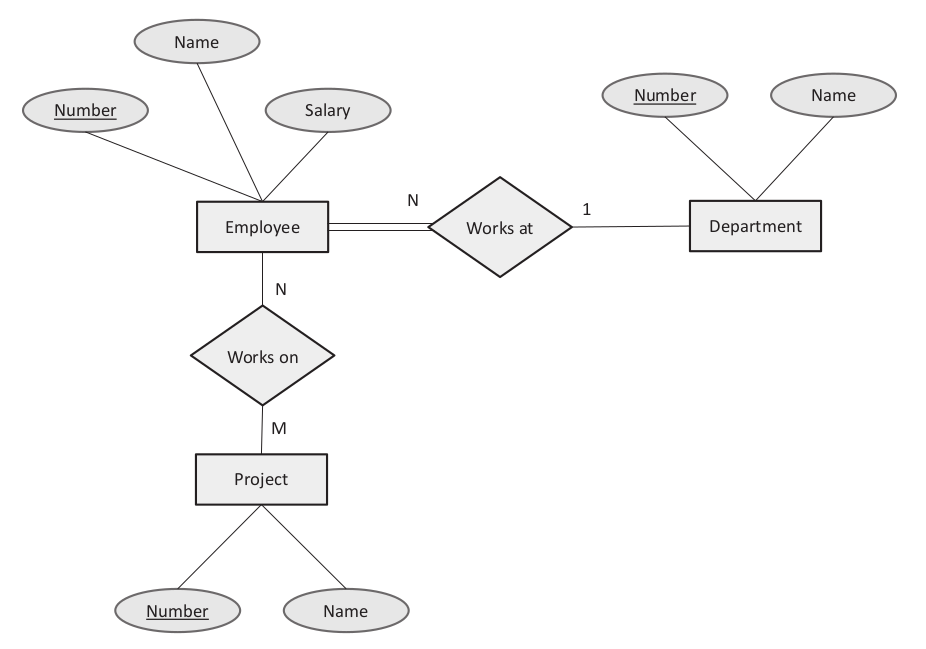 Name
Number
Salary
Number
Name
N
1
Employee
Works at
Department
N
Works on
M
Project
Number
Name